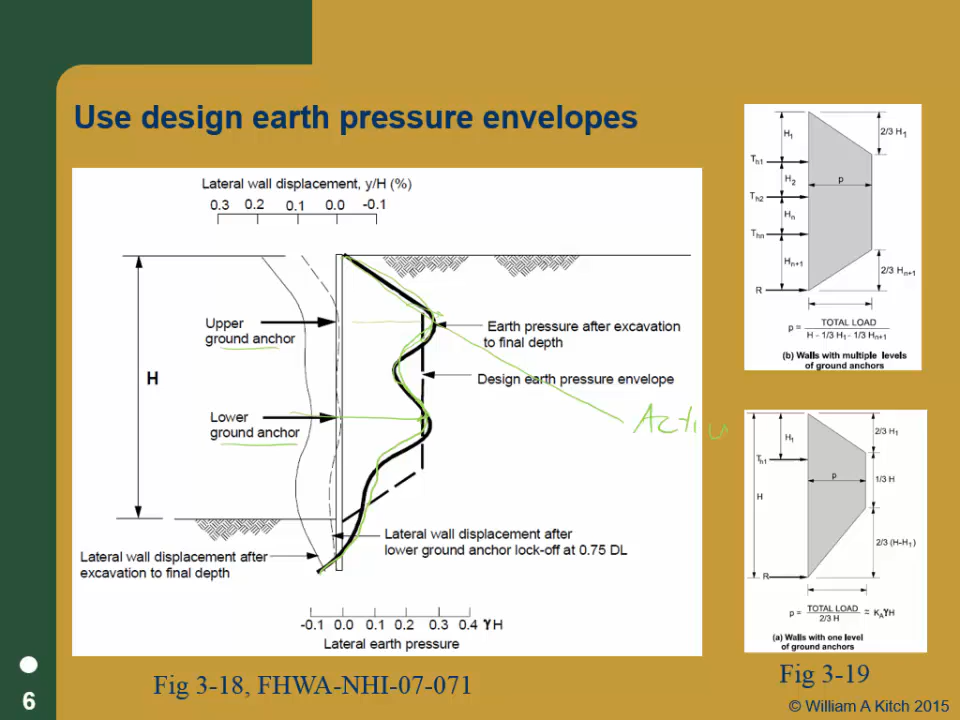 Use design earth pressure envelopes
Lateral wall displacement, y/H (%)
0.3 0.2 0.1 0.0 -0.1
Upper
ground anchor
H
Lower
ground anchor
Earth pressure after excavation
to final depth
Design earth pressure envelope
Lateral wall displacement after
lower ground anchor lock-off at 0.75 DL
Lateral wall displacement after
excavation to final depth
-0.1 0.0 0.1 0.2 0.3 0.4 γH
Lateral earth pressure
Fig 3-18, FHWA-NHI-07-071
H1
2/3 H1
Th1
H2
p
Th2
Hn
Thn
Hn+1
2/3 Hn+1
R
p = TOTAL LOAD
H – 1/3 H1 - 1/3 Hn+1
(b) Walls with multiple levels
of ground anchors
H1
2/3 H1
Th1
p
1/3 H
H
2/3 (H-H1)
R
p = TOTAL LOAD ≈ KAγH
2/3 H
(a) Walls with one level
of ground anchors
Fig 3-19
6
© William A Kitch 2015